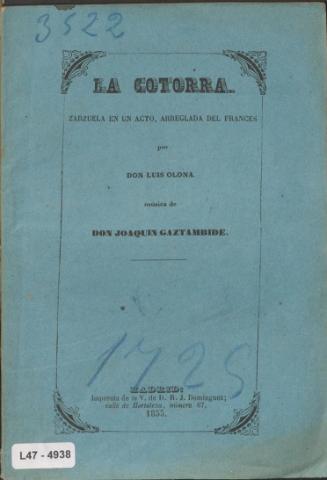 3522
LA COTORRA.
ZARZUELA EN UN ACTO, ARREGLADA DEL FRANCES
por
DON LUIS OLONA.
música de
DON JOAQUIN GAZTAMBIDE.
1725
MADRID:
Imprenta de la V. de D. R. J. Dominguez;
calle de Hortaleza, número 67,
1855.
L47 - 4938